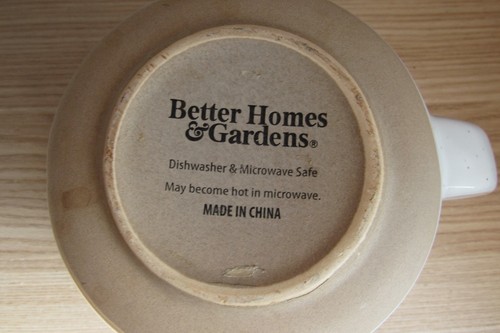 Better Homes
& Gardens®
Dishwasher & Microwave Safe
May become hot in microwave.
MADE IN CHINA